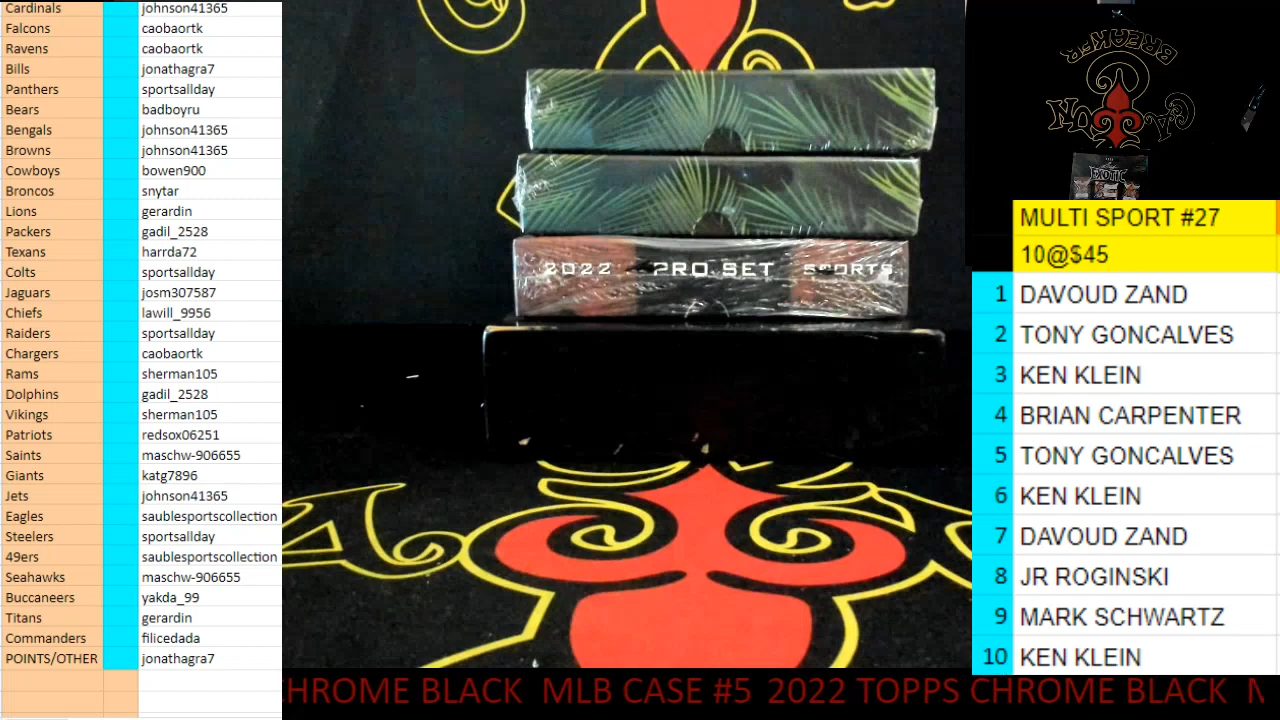 Cardinals johnson41365
Falcons caobaortk
Ravens caobaortk
Bills jonathagra7
Panthers sportsallday
Bears badboyru
Bengals johnson41365
Browns johnson41365
Cowboys bowen900
Broncos snytar
Lions gerardin
Packers gadil_2528
Texans harrda72
Colts sportsallday
Jaguars josm307587
Chiefs lawill_9956
Raiders sportsallday
Chargers caobaortk
Rams sherman105
Dolphins gadil_2528
Vikings sherman105
Patriots redsox06251
Saints maschw-906655
Giants katg7896
Jets johnson41365
Eagles saublesportscollection
Steelers sportsallday
49ers saublesportscollection
Seahawks maschw-906655
Buccaneers yakda_99
Titans gerardin
Commanders filicedada
POINTS/OTHER jonathagra7
2022 PRO SET SPORTS
BREAKER
EXOTIC
MULTI SPORT #27
10@$45
1 DAVOUD ZAND
2 TONY GONCALVES
3 KEN KLEIN
4 BRIAN CARPENTER
5 TONY GONCALVES
6 KEN KLEIN
7 DAVOUD ZAND
8 JR ROGINSKI
9 MARK SCHWARTZ
10 KEN KLEIN
CHROME BLACK MLB CASE #5 2022 TOPPS CHROME BLACK